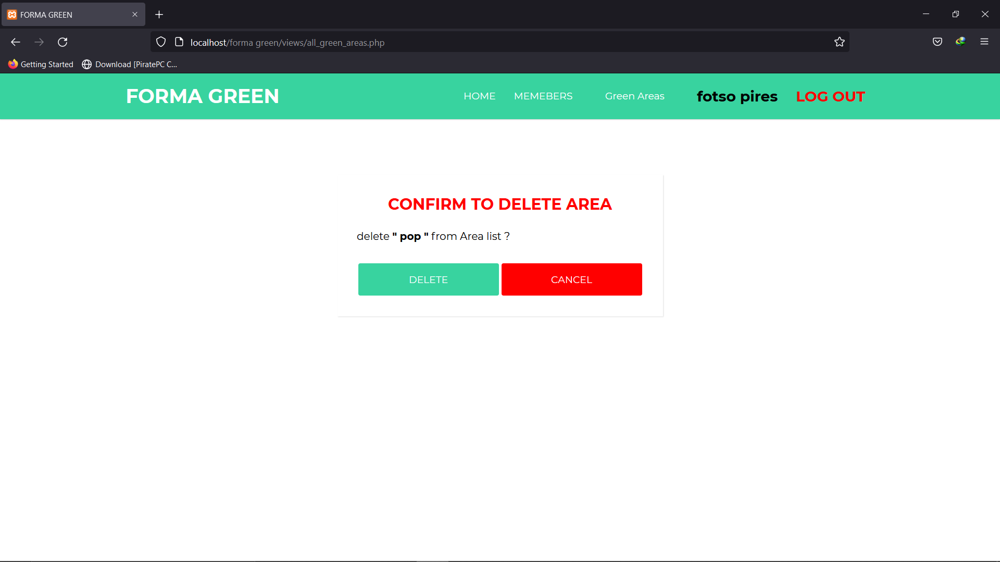 FORMA GREEN
localhost/forma green/views/all_green_areas.php
Getting Started Download [PiratePC C...
FORMA GREEN HOME MEMEBERS Green Areas fotso pires LOG OUT
CONFIRM TO DELETE AREA
delete " pop " from Area list ?
DELETE CANCEL